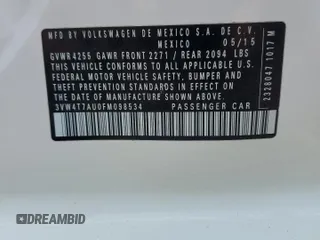 MFD BY VOLKSWAGEN DE MEXICO S.A. DE C.V.
MEXICO 05/15
GVWR 4255 GAWR FRONT 2271 / REAR 2094 LBS
THIS VEHICLE CONFORMS TO ALL APPLICABLE U.S.
FEDERAL MOTOR VEHICLE SAFETY, BUMPER AND
THEFT PREVENTION STANDARDS IN EFFECT ON THE
DATE OF MANUFACTURE SHOWN ABOVE.
3VW4T7AU0FM098534 PASSENGER CAR
2328047 1017 M
DREAMBID